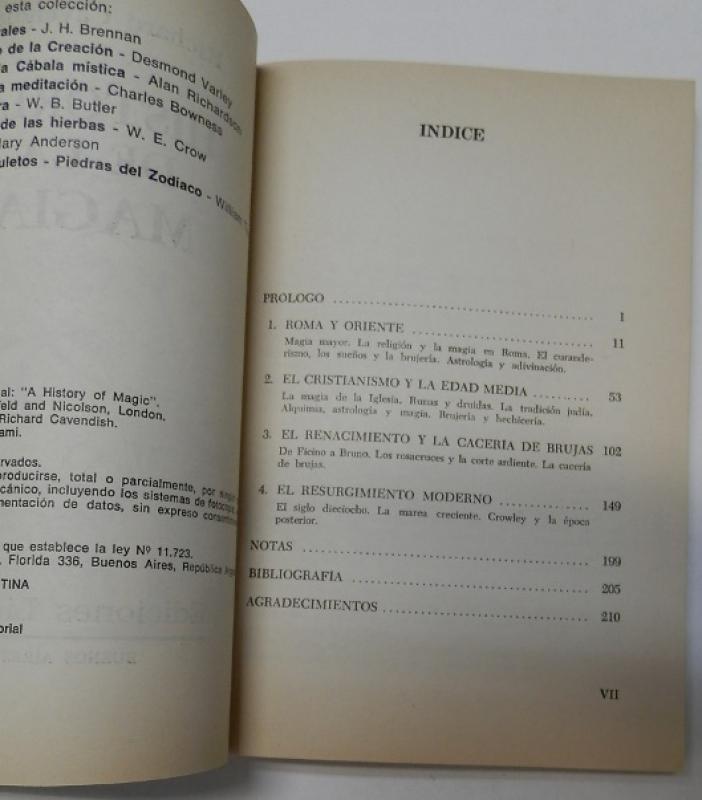 esta colección:
ales - J. H. Brennan
de la Creación - Desmond Varley
a Cábala mística - Alan Richardson
a meditación - Charles Bowness
ra - W. B. Butler
de las hierbas - W. E. Crow
ary Anderson
uletos - Piedras del Zodíaco -
MAGIA
al: "A History of Magic".
eld and Nicolson, London.
Richard Cavendish.
ami.
ervados.
producirse, total o parcialmente, por
cánico, incluyendo los sistemas de
mentación de datos, sin expreso
que establece la ley Nº 11.723.
Florida 336, Buenos Aires, República
TINA
orial
INDICE
PROLOGO .......... 1
1. ROMA Y ORIENTE .......... 11
Magia mayor. La religión y la magia en Roma. El curande-
rismo, los sueños y la brujería. Astrología y adivinación.
2. EL CRISTIANISMO Y LA EDAD MEDIA .......... 53
La magia de la Iglesia. Runas y druidas. La tradición judía.
Alquimia, astrología y magia. Brujería y hechicería.
3. EL RENACIMIENTO Y LA CACERIA DE BRUJAS 102
De Ficino a Bruno. Los rosacruces y la corte ardiente. La cacería
de brujas.
4. EL RESURGIMIENTO MODERNO .......... 149
El siglo dieciocho. La marea creciente. Crowley y la época
posterior.
NOTAS .......... 199
BIBLIOGRAFIA .......... 205
AGRADECIMIENTOS .......... 210
VII